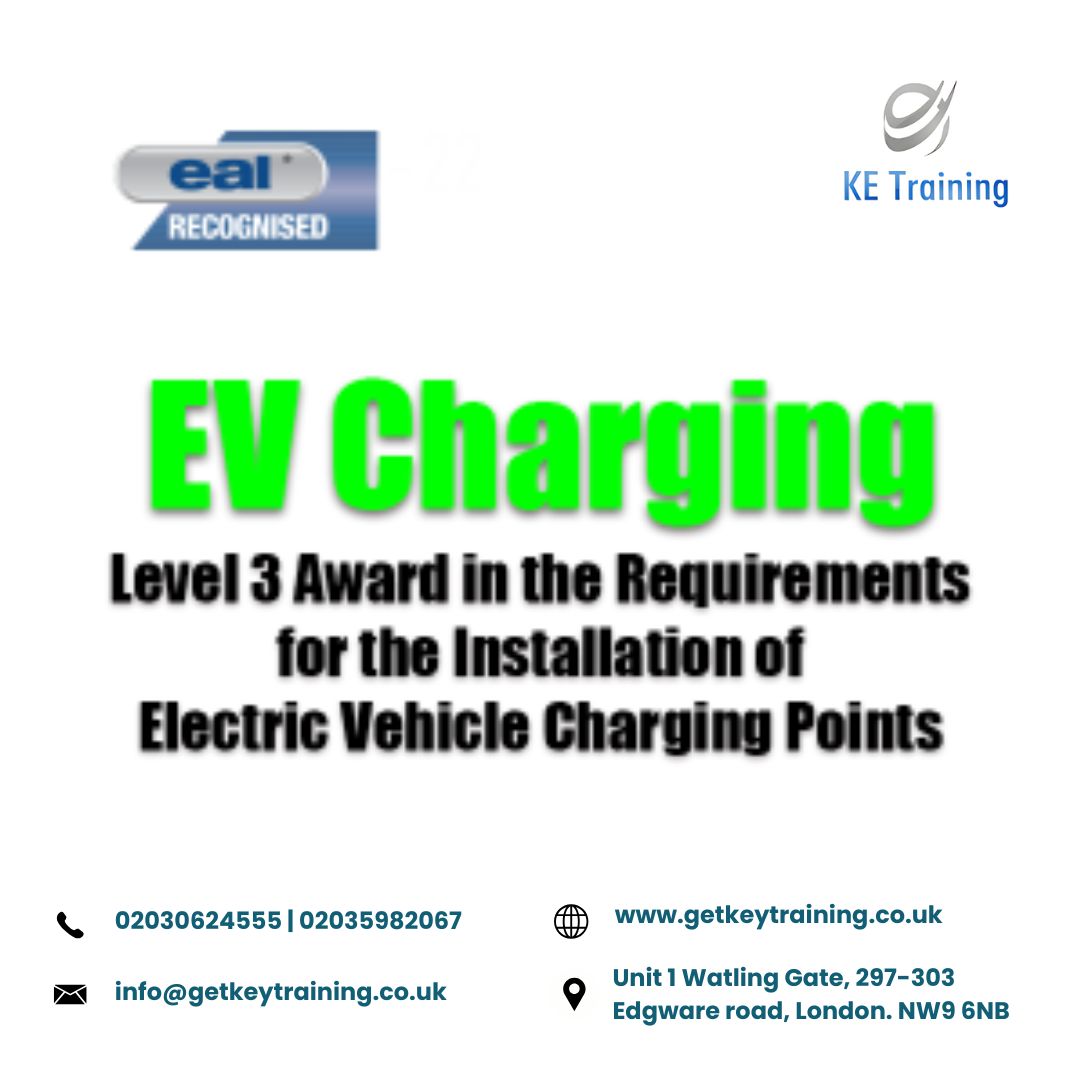 eal
RECOGNISED
KE Training
EV Charging
Level 3 Award in the Requirements
for the Installation of
Electric Vehicle Charging Points
02030624555 | 02035982067
www.getkeytraining.co.uk
info@getkeytraining.co.uk
Unit 1 Watling Gate, 297-303
Edgware road, London. NW9 6NB